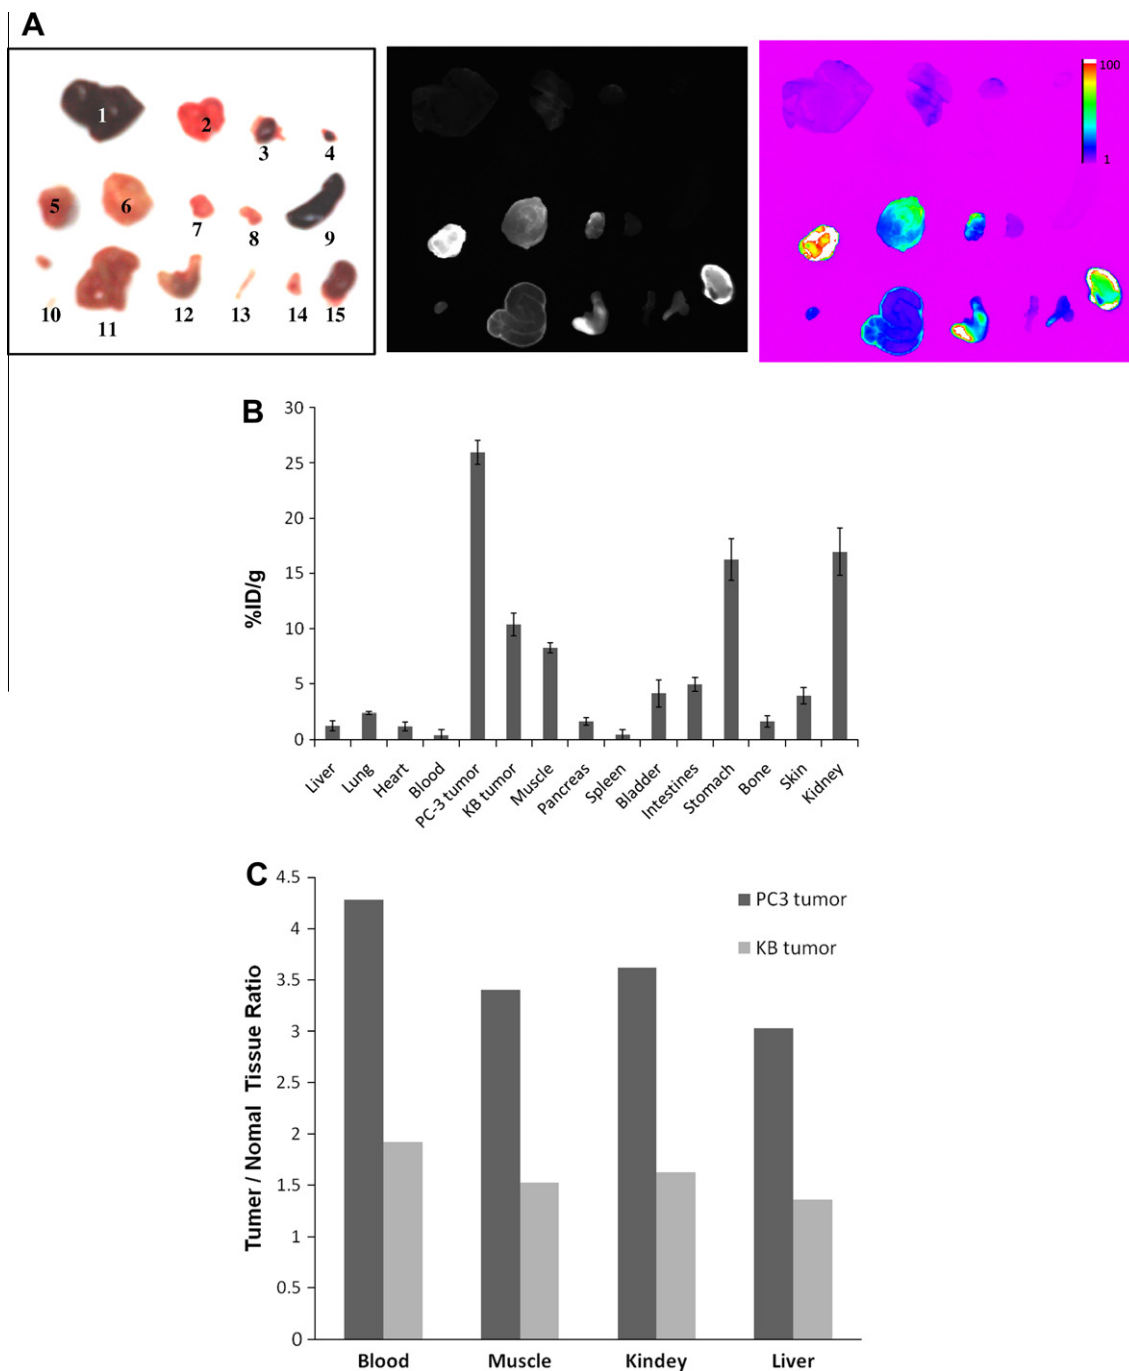 A
1
2
3
4
5
6
7
8
9
10
11
12
13
14
15
100
1
B
30
25
20
15
10
5
0
%ID/g
Liver
Lung
Heart
Blood
PC-3 tumor
KB tumor
Muscle
Pancreas
Spleen
Bladder
Intestines
Stomach
Bone
Skin
Kidney
C
4.5
4
3.5
3
2.5
2
1.5
1
0.5
0
Tumer / Nomal Tissue Ratio
PC3 tumor
KB tumor
Blood
Muscle
Kindey
Liver